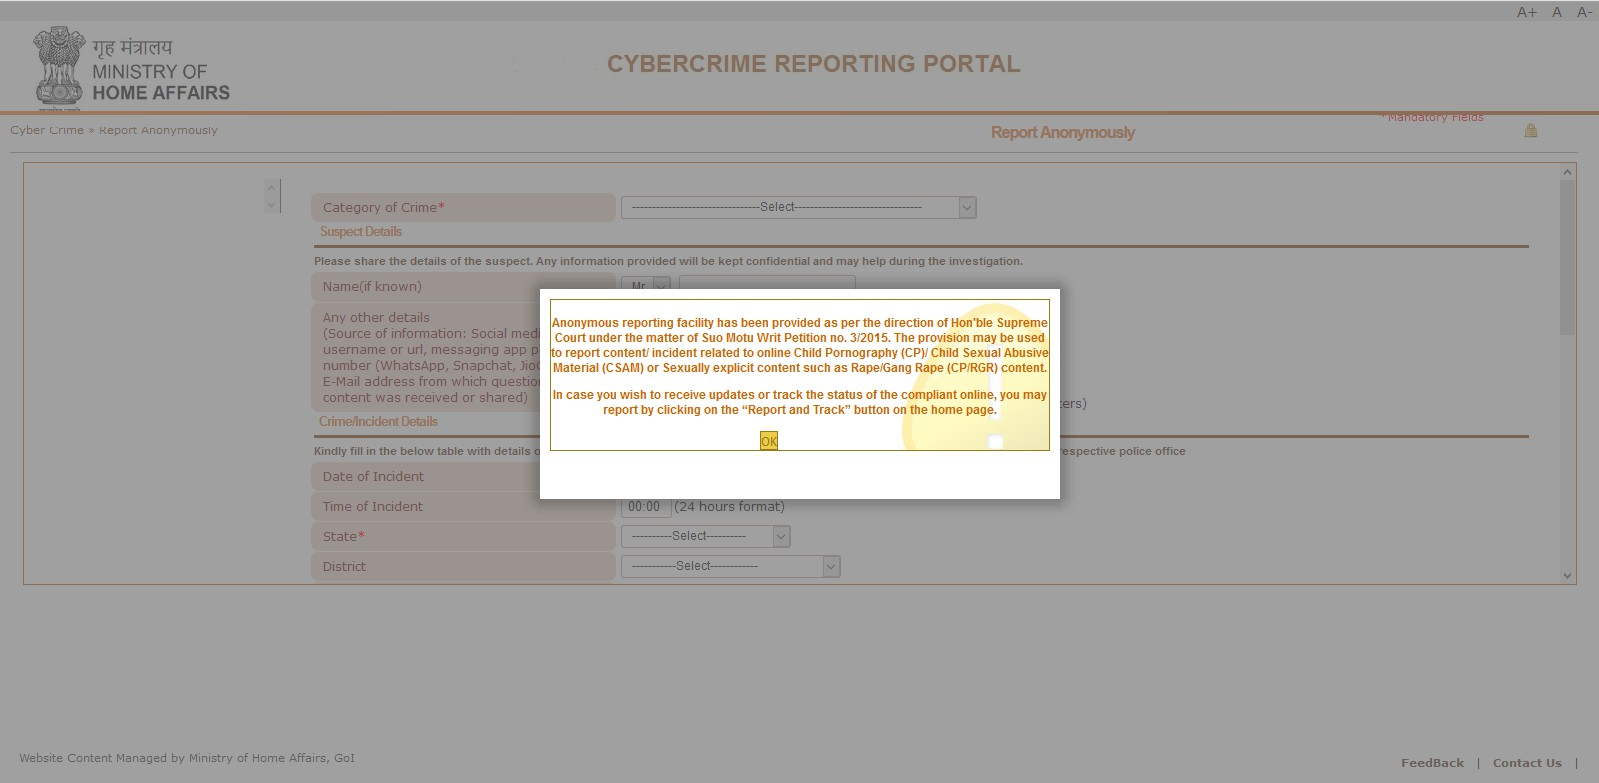 A+ A A-
गृह मंत्रालय
MINISTRY OF
HOME AFFAIRS
CYBERCRIME REPORTING PORTAL
Cyber Crime » Report Anonymously
Report Anonymously
*Mandatory Fields
Category of Crime*
--------------------------------Select--------------------------------
Suspect Details
Please share the details of the suspect. Any information provided will be kept confidential and may help during the investigation.
Name(if known)
Mr
Any other details
(Source of information: Social medi
username or url, messaging app p
number (WhatsApp, Snapchat, Jio
E-Mail address from which questio
content was received or shared)
ters)
Anonymous reporting facility has been provided as per the direction of Hon'ble Supreme
Court under the matter of Suo Motu Writ Petition no. 3/2015. The provision may be used
to report content/ incident related to online Child Pornography (CP)/ Child Sexual Abusive
Material (CSAM) or Sexually explicit content such as Rape/Gang Rape (CP/RGR) content.
In case you wish to receive updates or track the status of the compliant online, you may
report by clicking on the “Report and Track” button on the home page.
OK
Crime/Incident Details
Kindly fill in the below table with details o
espective police office
Date of Incident
Time of Incident
00:00 (24 hours format)
State*
----------Select----------
District
-----------Select------------
Website Content Managed by Ministry of Home Affairs, GoI
FeedBack | Contact Us |